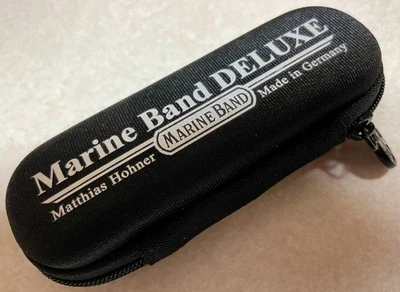 Marine Band DELUXE
Matthias Hohner MARINE BAND Made in Germany